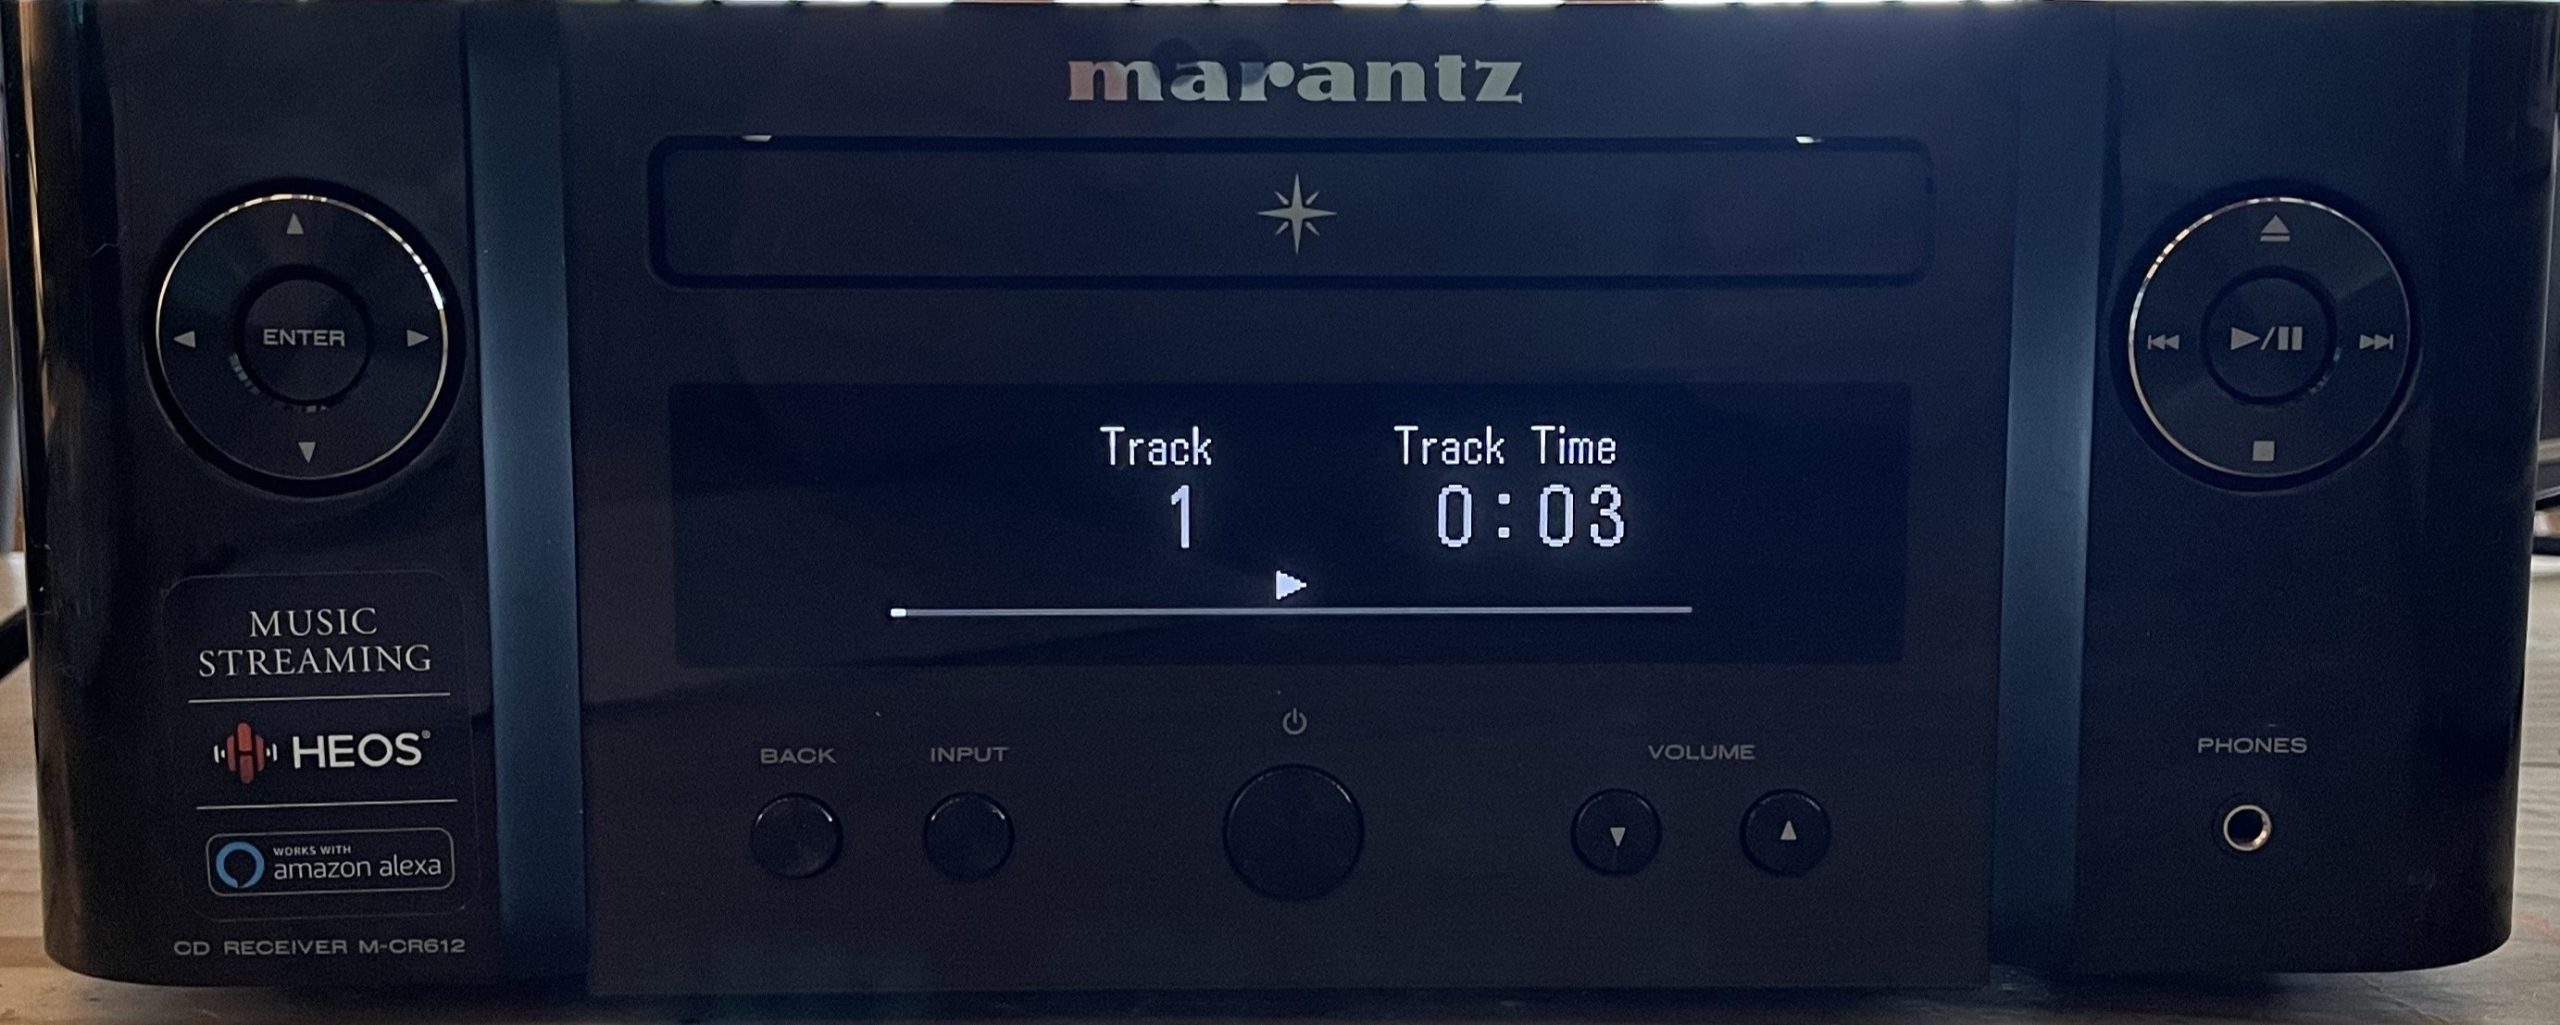 marantz
ENTER
Track Track Time
1 0:03
MUSIC
STREAMING
HEOS®
WORKS WITH
amazon alexa
CD RECEIVER M-CR612
BACK
INPUT
VOLUME
PHONES